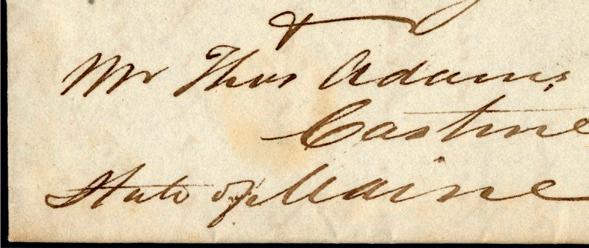 Mr Thos Adams,
Castine
State of Maine